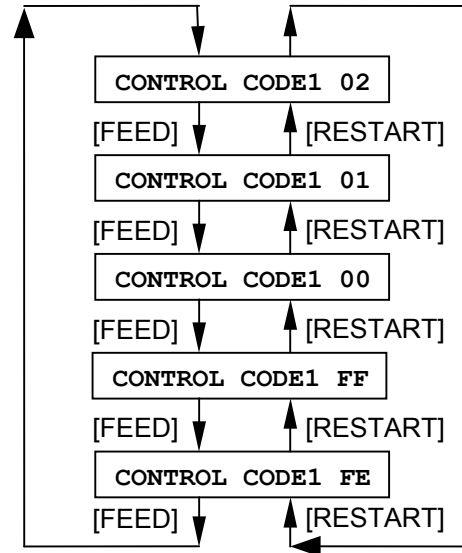 CONTROL CODE1 02
[FEED] [RESTART]
CONTROL CODE1 01
[FEED] [RESTART]
CONTROL CODE1 00
[FEED] [RESTART]
CONTROL CODE1 FF
[FEED] [RESTART]
CONTROL CODE1 FE
[FEED] [RESTART]